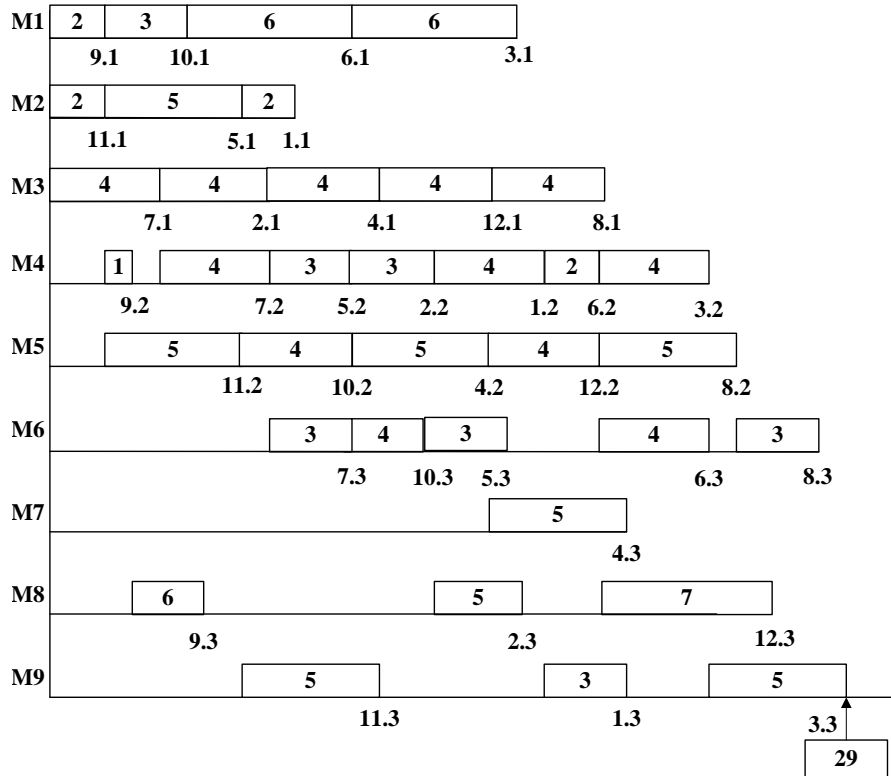 M1 2 3 6 6
9.1 10.1 6.1 3.1
M2 2 5 2
11.1 5.1 1.1
M3 4 4 4 4 4
7.1 2.1 4.1 12.1 8.1
M4 1 4 3 3 4 2 4
9.2 7.2 5.2 2.2 1.2 6.2 3.2
M5 5 4 5 4 5
11.2 10.2 4.2 12.2 8.2
M6 3 4 3 4 3
7.3 10.3 5.3 6.3 8.3
M7 5
4.3
M8 6 5 7
9.3 2.3 12.3
M9 5 3 5
11.3 1.3 3.3
29